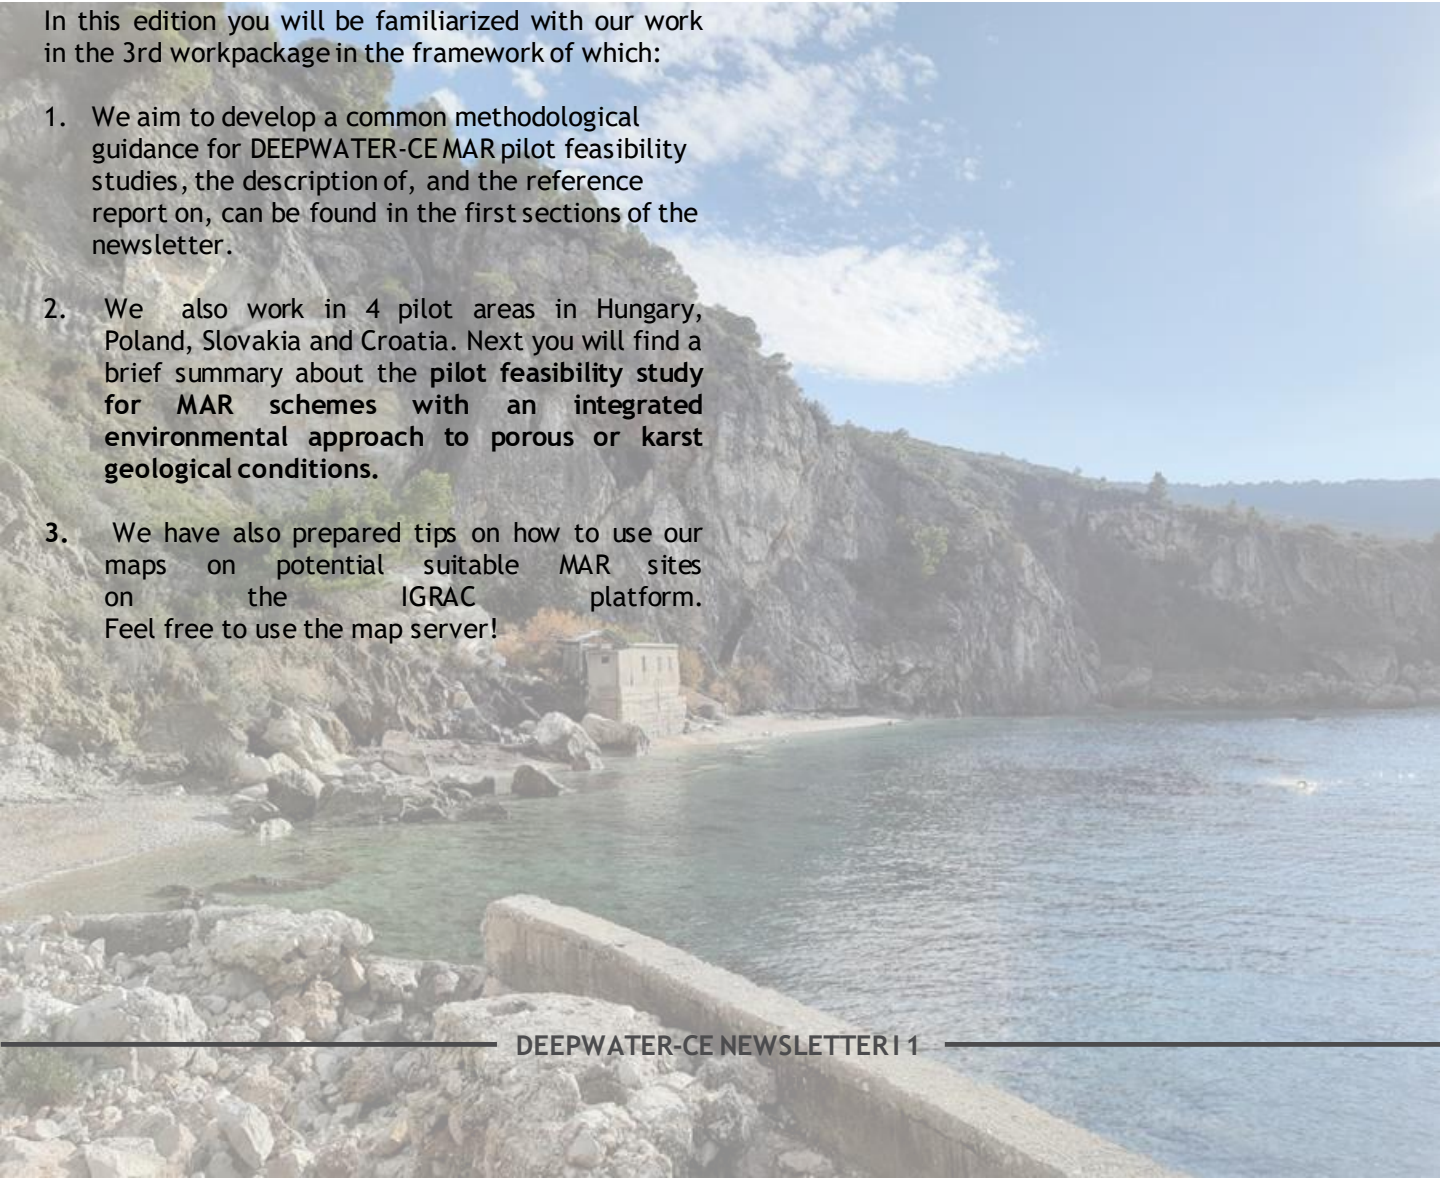 In this edition you will be familiarized with our work
in the 3rd workpackage in the framework of which:
1. We aim to develop a common methodological
guidance for DEEPWATER-CE MAR pilot feasibility
studies, the description of, and the reference
report on, can be found in the first sections of the
newsletter.
2. We also work in 4 pilot areas in Hungary,
Poland, Slovakia and Croatia. Next you will find a
brief summary about the pilot feasibility study
for MAR schemes with an integrated
environmental approach to porous or karst
geological conditions.
3. We have also prepared tips on how to use our
maps on potential suitable MAR sites
on the IGRAC platform.
Feel free to use the map server!
DEEPWATER-CE NEWSLETTER I 1